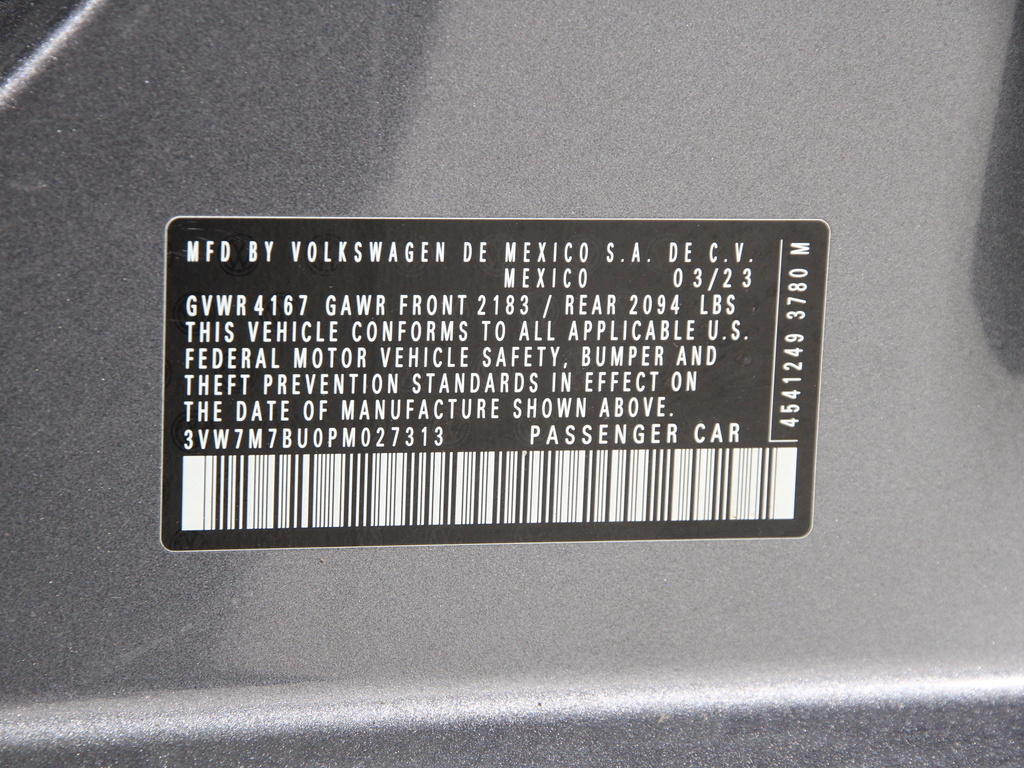 MFD BY VOLKSWAGEN DE MEXICO S.A. DE C.V.
MEXICO 03/23
GVWR 4167 GAWR FRONT 2183 / REAR 2094 LBS
THIS VEHICLE CONFORMS TO ALL APPLICABLE U.S.
FEDERAL MOTOR VEHICLE SAFETY, BUMPER AND
THEFT PREVENTION STANDARDS IN EFFECT ON
THE DATE OF MANUFACTURE SHOWN ABOVE.
3VW7M7BU0PM027313 PASSENGER CAR
4541249 3780 M